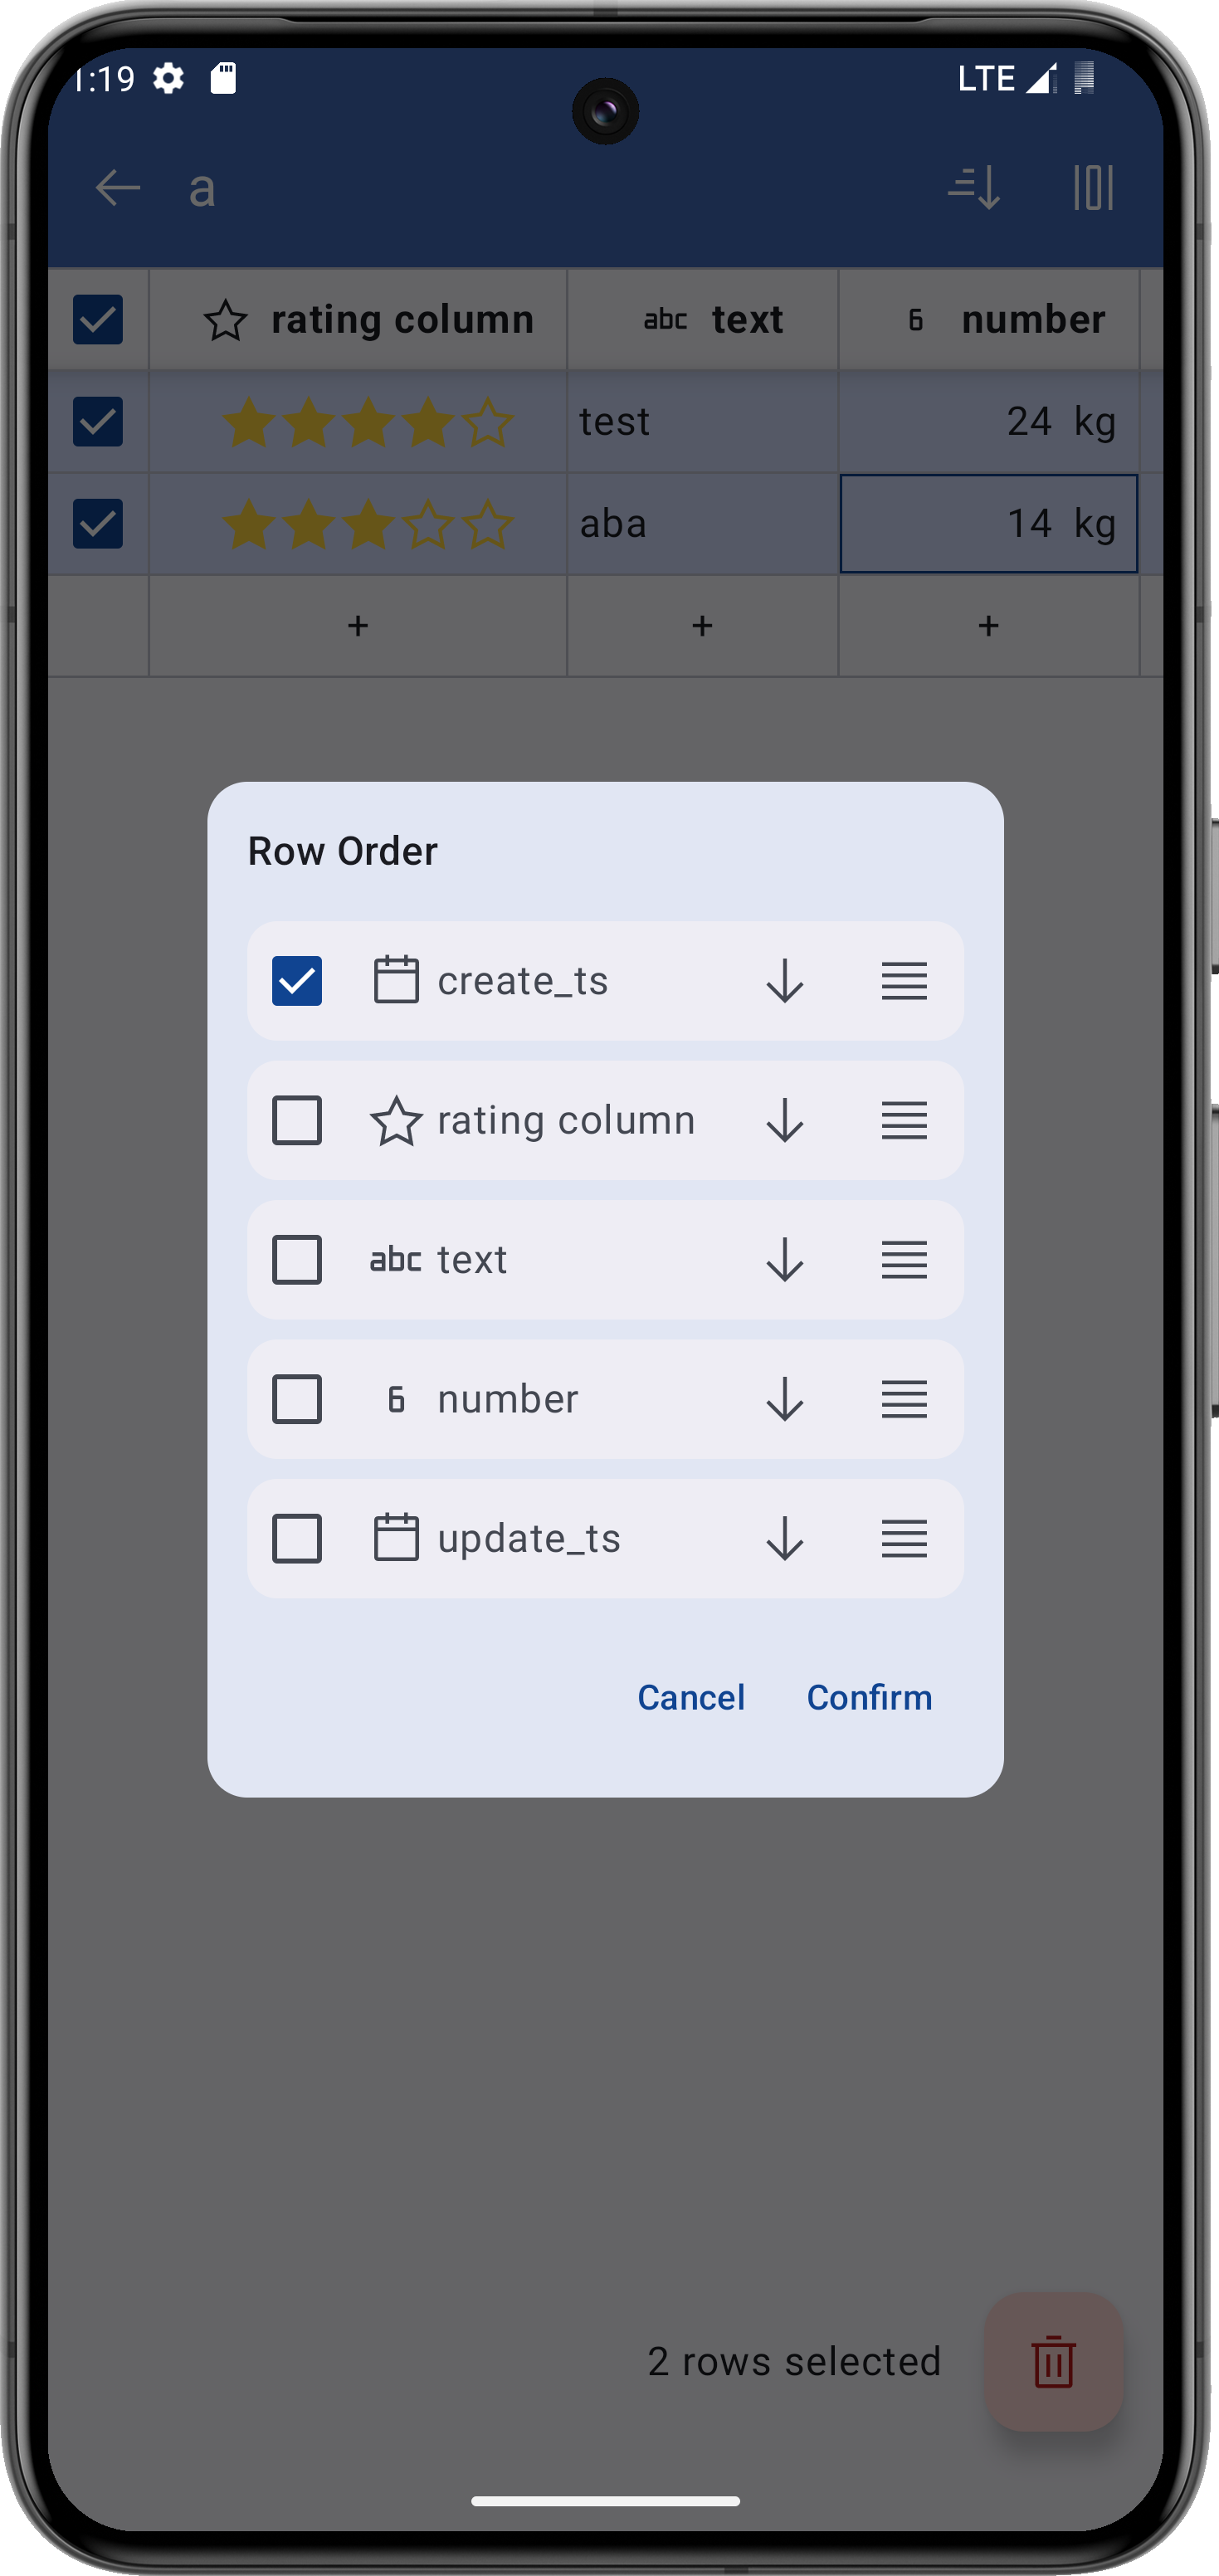 1:19 LTE
a
rating column abc text 6 number
test 24 kg
aba 14 kg
+ + +
Row Order
create_ts
rating column
abc text
6 number
update_ts
Cancel Confirm
2 rows selected